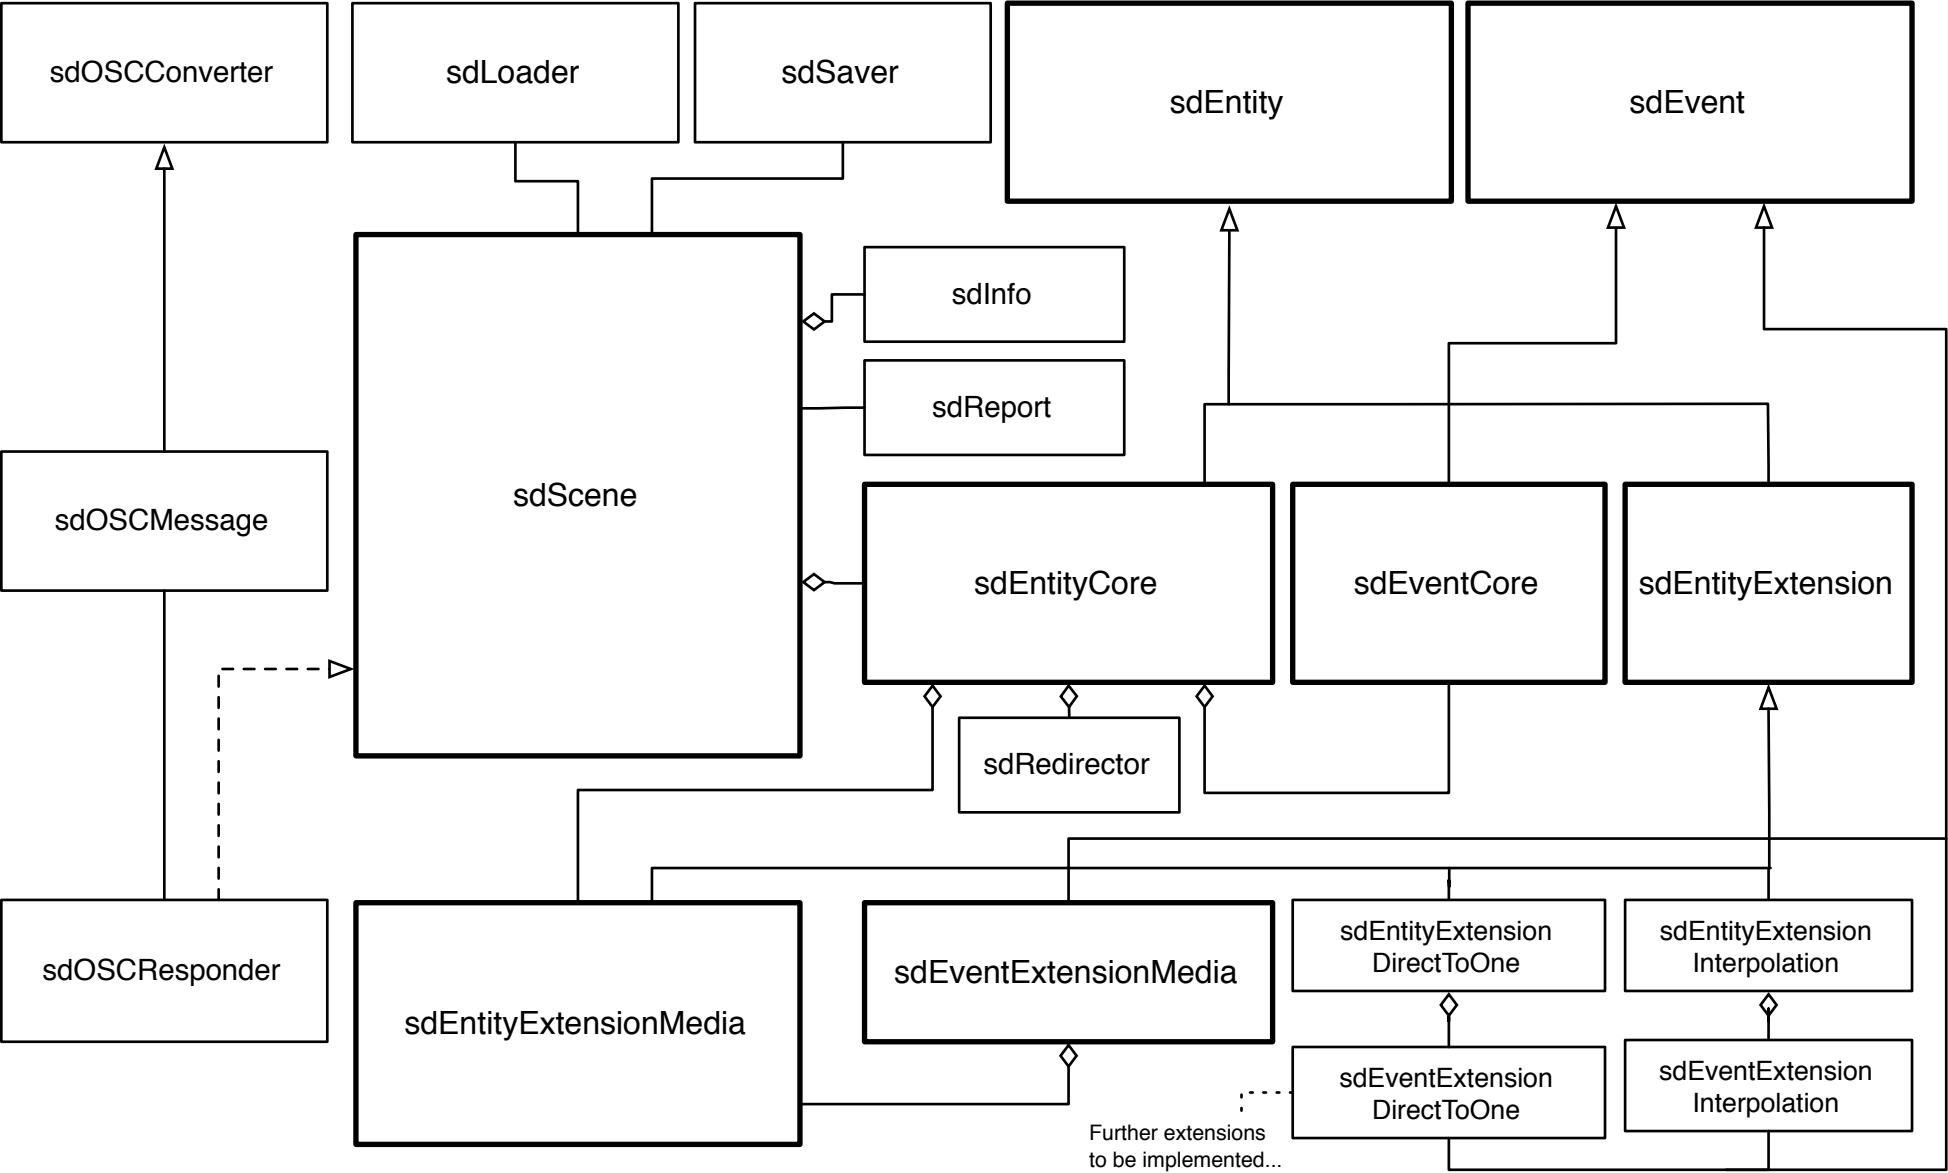 sdOSCConverter
sdLoader
sdSaver
sdEntity
sdEvent
sdInfo
sdReport
sdScene
sdOSCMessage
sdEntityCore
sdEventCore
sdEntityExtension
sdRedirector
sdOSCResponder
sdEntityExtensionMedia
sdEventExtensionMedia
sdEntityExtension
DirectToOne
sdEntityExtension
Interpolation
sdEventExtension
DirectToOne
sdEventExtension
Interpolation
Further extensions
to be implemented...